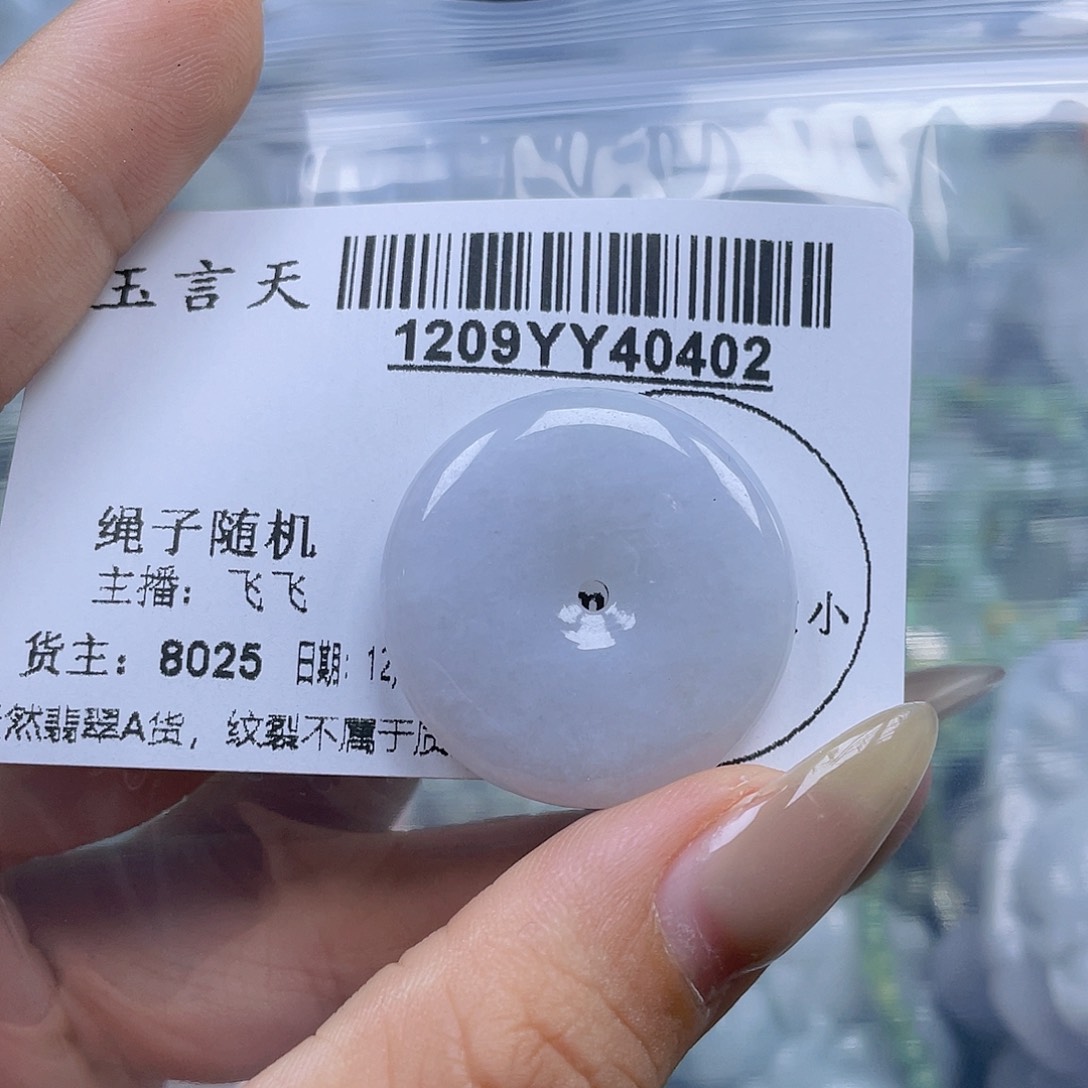 玉言天
1209YY40402
绳子随机
主播：飞飞
小
货主：8025 日期：12,
然翡翠A货，纹裂不属于质